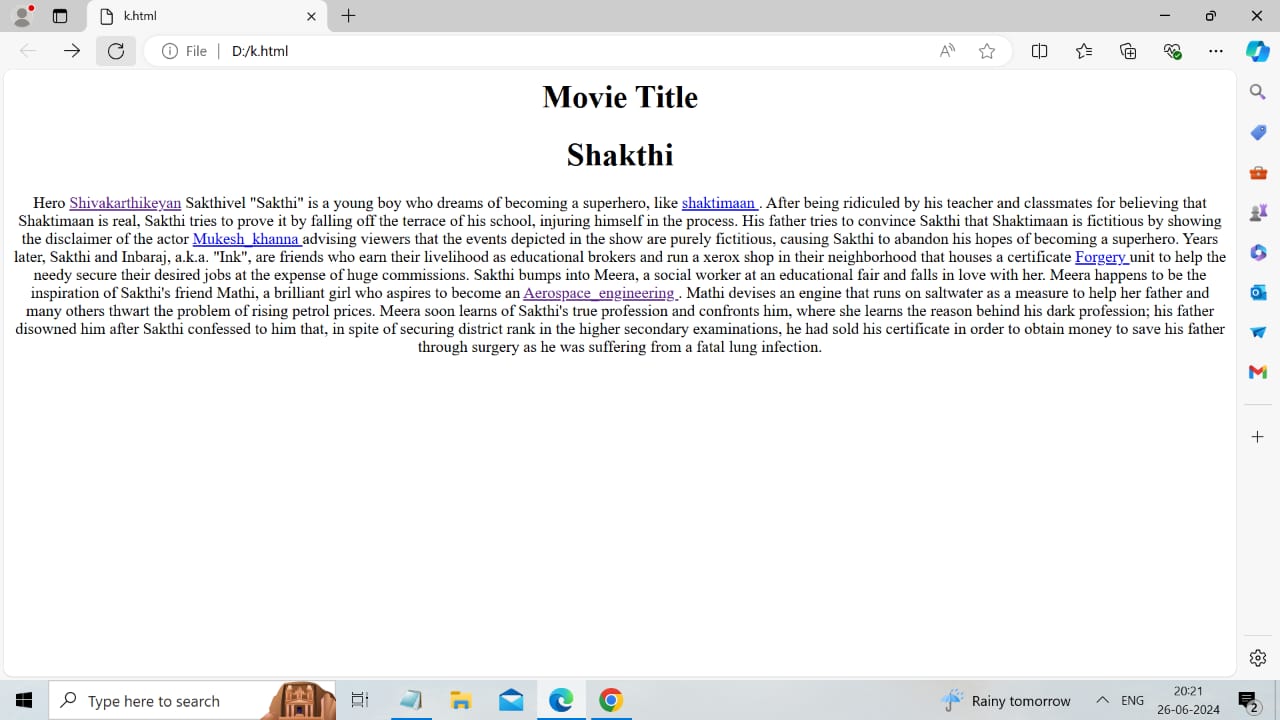 k.html
File D:/k.html
Movie Title
Shakthi
Hero Shivakarthikeyan Sakthivel "Sakthi" is a young boy who dreams of becoming a superhero, like shaktimaan . After being ridiculed by his teacher and classmates for believing that
Shaktimaan is real, Sakthi tries to prove it by falling off the terrace of his school, injuring himself in the process. His father tries to convince Sakthi that Shaktimaan is fictitious by showing
the disclaimer of the actor Mukesh_khanna advising viewers that the events depicted in the show are purely fictitious, causing Sakthi to abandon his hopes of becoming a superhero. Years
later, Sakthi and Inbaraj, a.k.a. "Ink", are friends who earn their livelihood as educational brokers and run a xerox shop in their neighborhood that houses a certificate Forgery unit to help the
needy secure their desired jobs at the expense of huge commissions. Sakthi bumps into Meera, a social worker at an educational fair and falls in love with her. Meera happens to be the
inspiration of Sakthi's friend Mathi, a brilliant girl who aspires to become an Aerospace_engineering . Mathi devises an engine that runs on saltwater as a measure to help her father and
many others thwart the problem of rising petrol prices. Meera soon learns of Sakthi's true profession and confronts him, where she learns the reason behind his dark profession; his father
disowned him after Sakthi confessed to him that, in spite of securing district rank in the higher secondary examinations, he had sold his certificate in order to obtain money to save his father
through surgery as he was suffering from a fatal lung infection.
Type here to search
Rainy tomorrow
ENG
20:21
26-06-2024
2